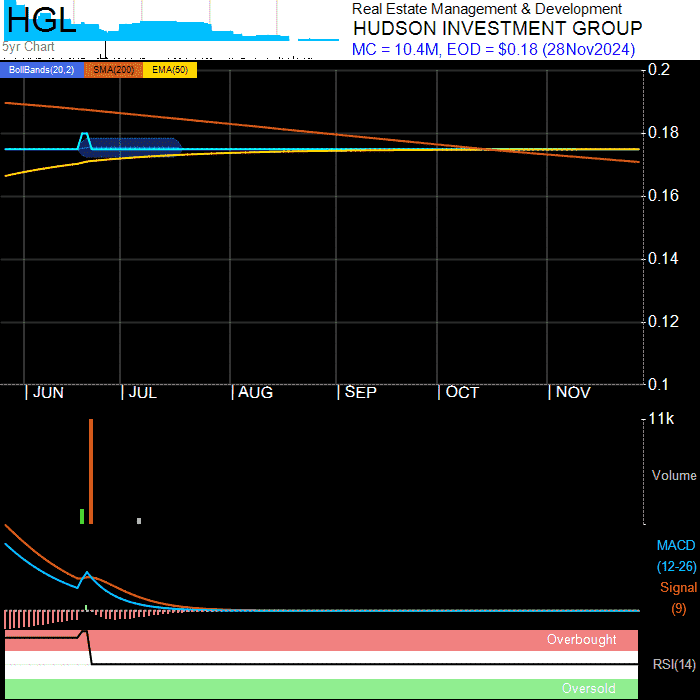 HGL
Real Estate Management & Development
HUDSON INVESTMENT GROUP
5yr Chart
MC = 10.4M, EOD = $0.18 (28Nov2024)
BollBands(20,2) SMA(200) EMA(50)
0.2
0.18
0.16
0.14
0.12
0.1
JUN JUL AUG SEP OCT NOV
11k
Volume
MACD
(12-26)
Signal
(9)
Overbought
RSI(14)
Oversold